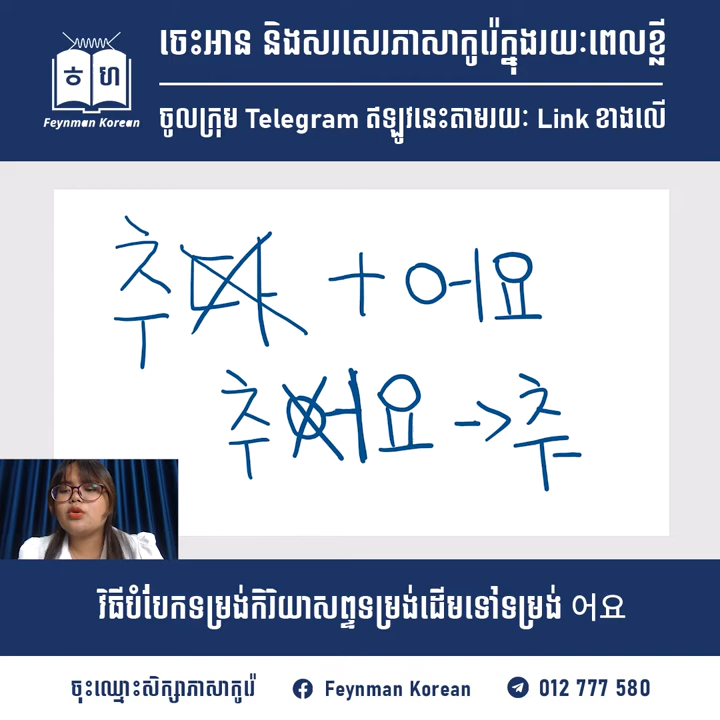 ចេះអាន និងសរសេរភាសាកូរ៉េក្នុងរយៈពេលខ្លី
ㅎ ហ
Feynman Korean
ចូលក្រុម Telegram ឥឡូវនេះតាមរយៈ Link ខាងលើ
추다 + 어요
추어요 -> 추
វិធីបំបែកទម្រង់កិរិយាសព្ទទម្រង់ដើមទៅទម្រង់ 어요
ចុះឈ្មោះសិក្សាភាសាកូរ៉េ Feynman Korean 012 777 580